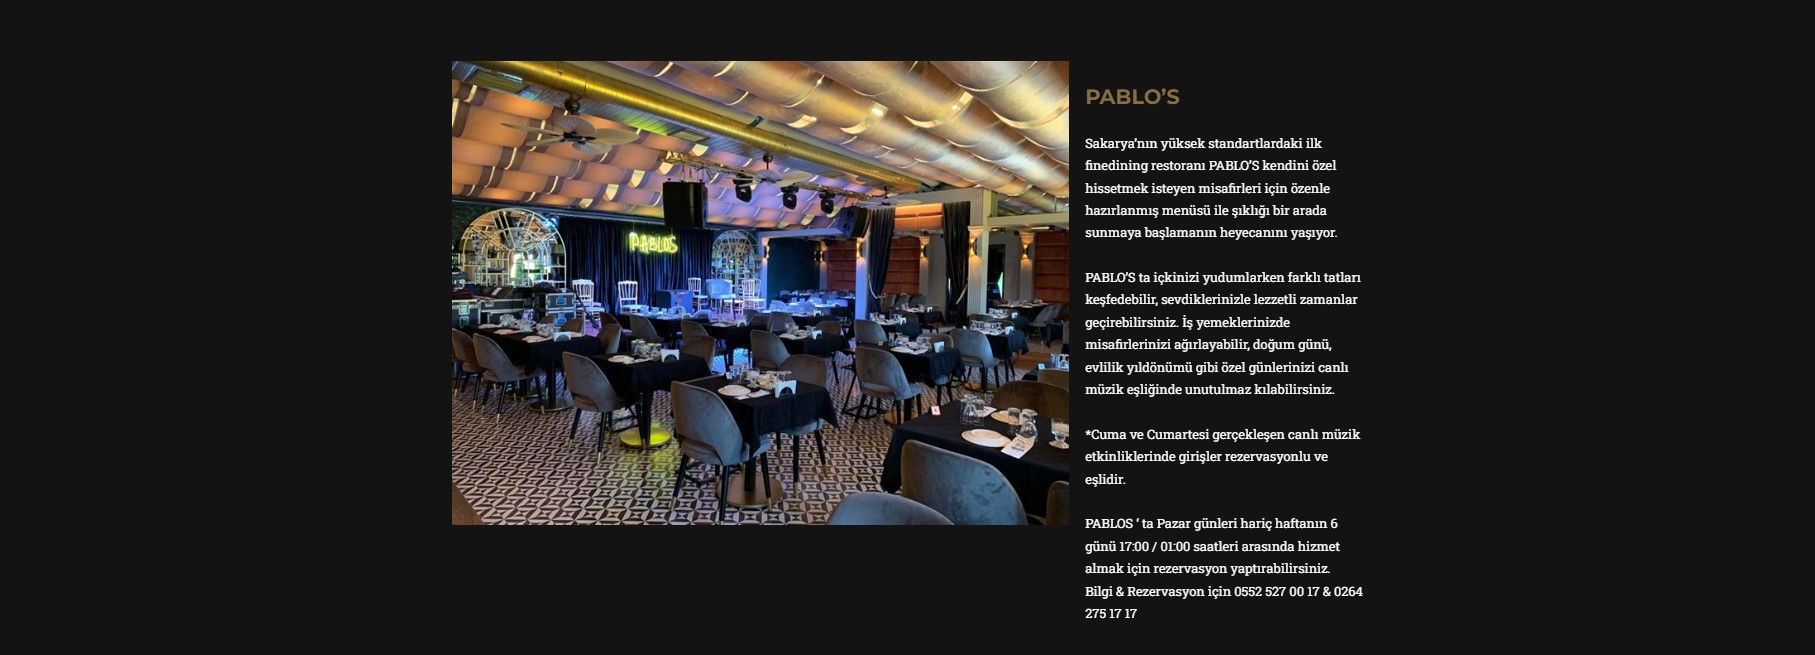 PABLOS
PABLO’S
Sakarya’nın yüksek standartlardaki ilk
finedining restoranı PABLO’S kendini özel
hissetmek isteyen misafirleri için özenle
hazırlanmış menüsü ile şıklığı bir arada
sunmaya başlamanın heyecanını yaşıyor.
PABLO’S ta içkinizi yudumlarken farklı tatları
keşfedebilir, sevdiklerinizle lezzetli zamanlar
geçirebilirsiniz. İş yemeklerinizde
misafirlerinizi ağırlayabilir, doğum günü,
evlilik yıldönümü gibi özel günlerinizi canlı
müzik eşliğinde unutulmaz kılabilirsiniz.
*Cuma ve Cumartesi gerçekleşen canlı müzik
etkinliklerinde girişler rezervasyonlu ve
eşlidir.
PABLOS ‘ ta Pazar günleri hariç haftanın 6
günü 17:00 / 01:00 saatleri arasında hizmet
almak için rezervasyon yaptırabilirsiniz.
Bilgi & Rezervasyon için 0552 527 00 17 & 0264
275 17 17